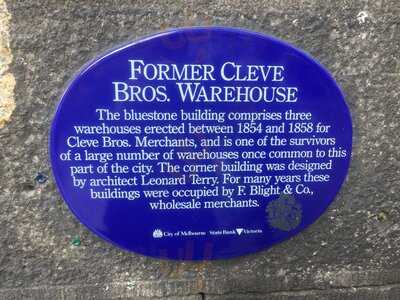 FORMER CLEVE
BROS. WAREHOUSE
The bluestone building comprises three
warehouses erected between 1854 and 1858 for
Cleve Bros. Merchants, and is one of the survivors
of a large number of warehouses once common to this
part of the city. The corner building was designed
by architect Leonard Terry. For many years these
buildings were occupied by F. Blight & Co.,
wholesale merchants.
City of Melbourne State Bank Victoria